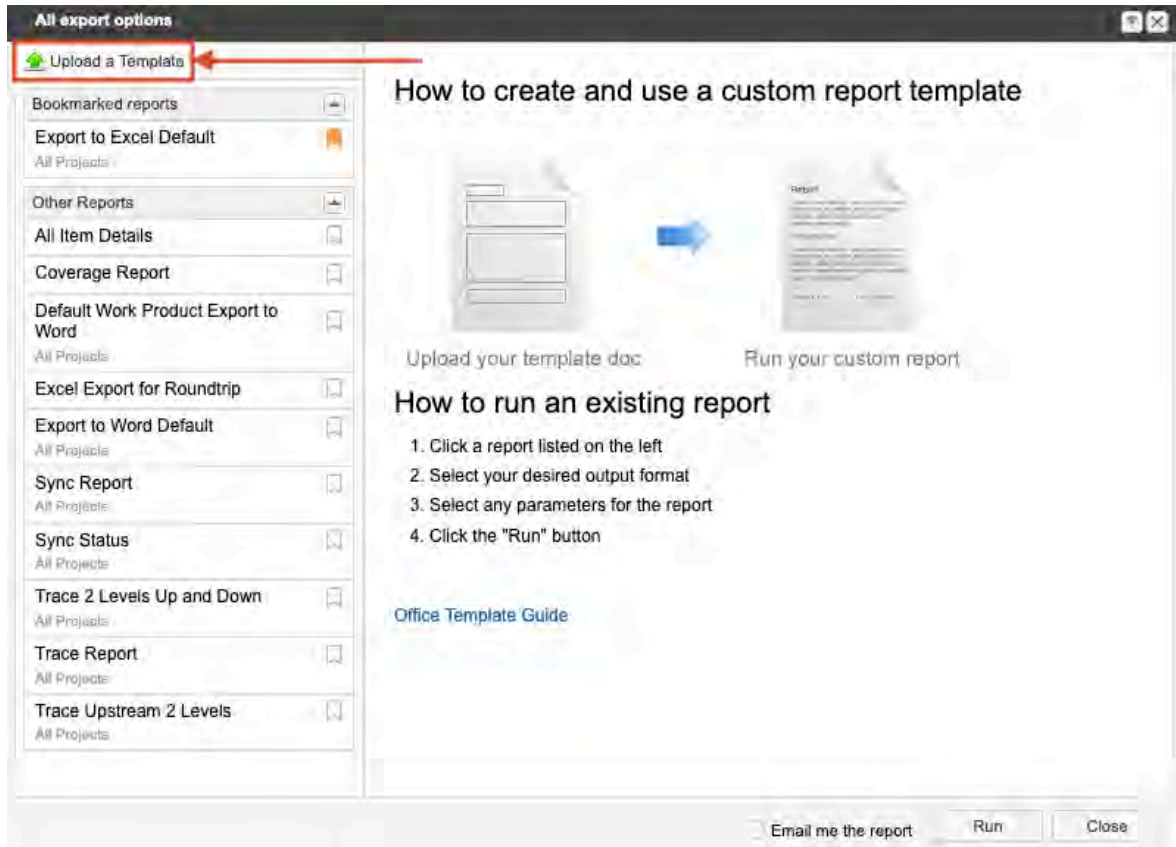 All export options
Upload a Template
Bookmarked reports
Export to Excel Default
All Projects
Other Reports
All Item Details
Coverage Report
Default Work Product Export to
Word
All Projects
Excel Export for Roundtrip
Export to Word Default
All Projects
Sync Report
All Projects
Sync Status
All Projects
Trace 2 Levels Up and Down
All Projects
Trace Report
All Projects
Trace Upstream 2 Levels
All Projects
How to create and use a custom report template
Report
Upload your template doc
Run your custom report
How to run an existing report
1. Click a report listed on the left
2. Select your desired output format
3. Select any parameters for the report
4. Click the "Run" button
Office Template Guide
Email me the report
Run
Close